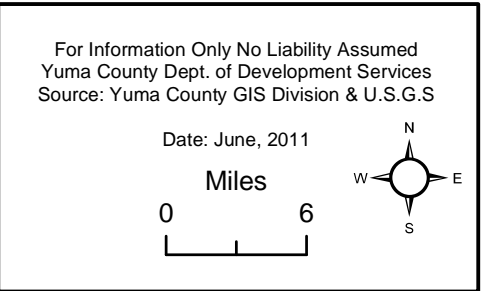 For Information Only No Liability Assumed
Yuma County Dept. of Development Services
Source: Yuma County GIS Division & U.S.G.S
Date: June, 2011
Miles
0 6
N
W E
S